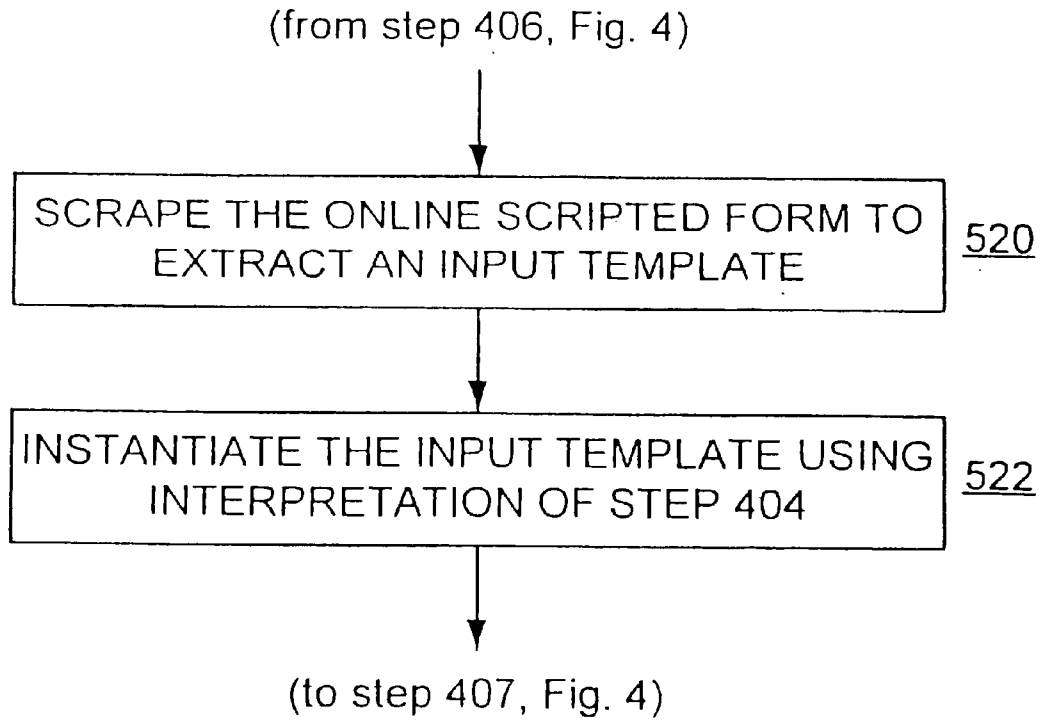 (from step 406, Fig. 4)
SCRAPE THE ONLINE SCRIPTED FORM TO
EXTRACT AN INPUT TEMPLATE
520
INSTANTIATE THE INPUT TEMPLATE USING
INTERPRETATION OF STEP 404
522
(to step 407, Fig. 4)